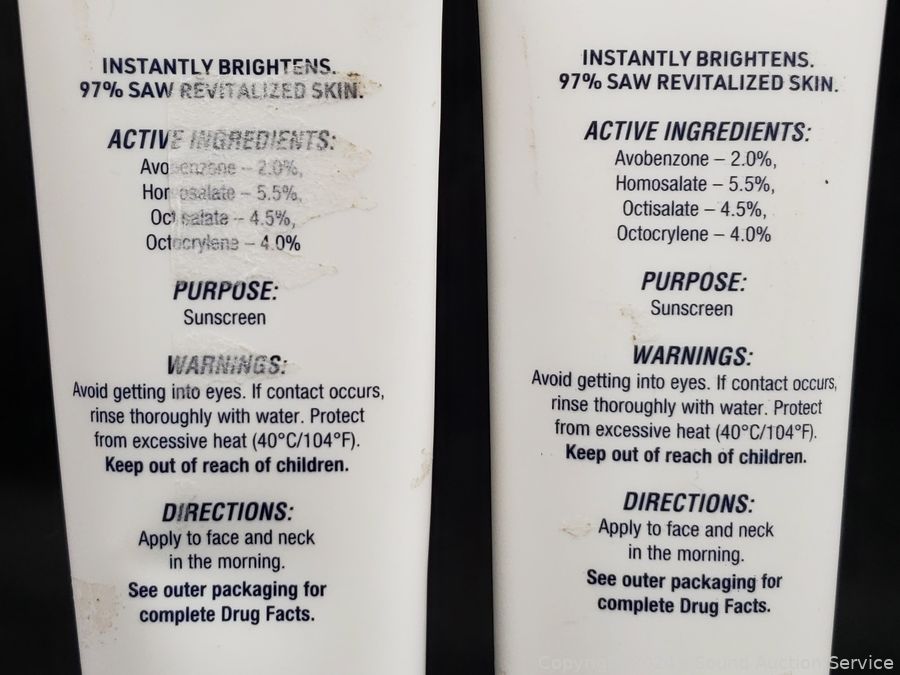 INSTANTLY BRIGHTENS.
97% SAW REVITALIZED SKIN.
ACTIVE INGREDIENTS:
Avobenzone – 2.0%,
Homosalate – 5.5%,
Octisalate – 4.5%,
Octocrylene – 4.0%
PURPOSE:
Sunscreen
WARNINGS:
Avoid getting into eyes. If contact occurs,
rinse thoroughly with water. Protect
from excessive heat (40°C/104°F).
Keep out of reach of children.
DIRECTIONS:
Apply to face and neck
in the morning.
See outer packaging for
complete Drug Facts.
INSTANTLY BRIGHTENS.
97% SAW REVITALIZED SKIN.
ACTIVE INGREDIENTS:
Avobenzone – 2.0%,
Homosalate – 5.5%,
Octisalate – 4.5%,
Octocrylene – 4.0%
PURPOSE:
Sunscreen
WARNINGS:
Avoid getting into eyes. If contact occurs,
rinse thoroughly with water. Protect
from excessive heat (40°C/104°F).
Keep out of reach of children.
DIRECTIONS:
Apply to face and neck
in the morning.
See outer packaging for
complete Drug Facts.
Copyright 2024 Sound Auction Service